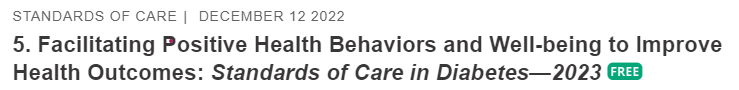 STANDARDS OF CARE | DECEMBER 12 2022
5. Facilitating Positive Health Behaviors and Well-being to Improve
Health Outcomes: Standards of Care in Diabetes—2023 FREE